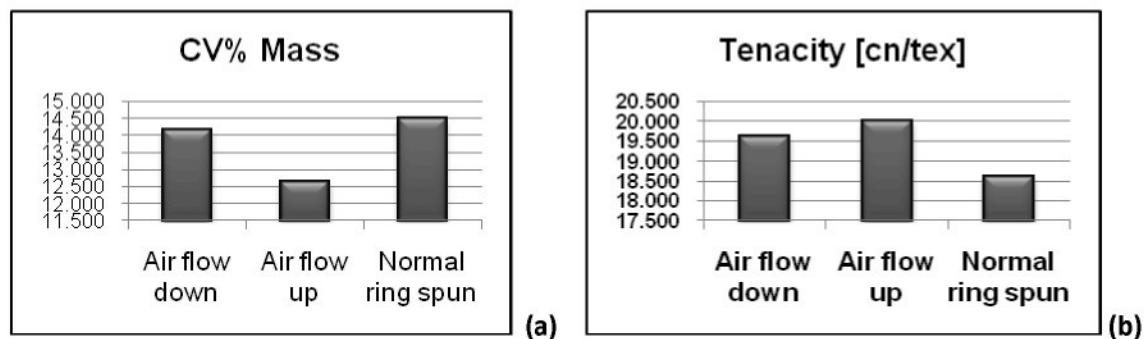 CV% Mass
15.000
14.500
14.000
13.500
13.000
12.500
12.000
11.500
Air flow down
Air flow up
Normal ring spun
(a)
Tenacity [cn/tex]
20.500
20.000
19.500
19.000
18.500
18.000
17.500
Air flow down
Air flow up
Normal ring spun
(b)